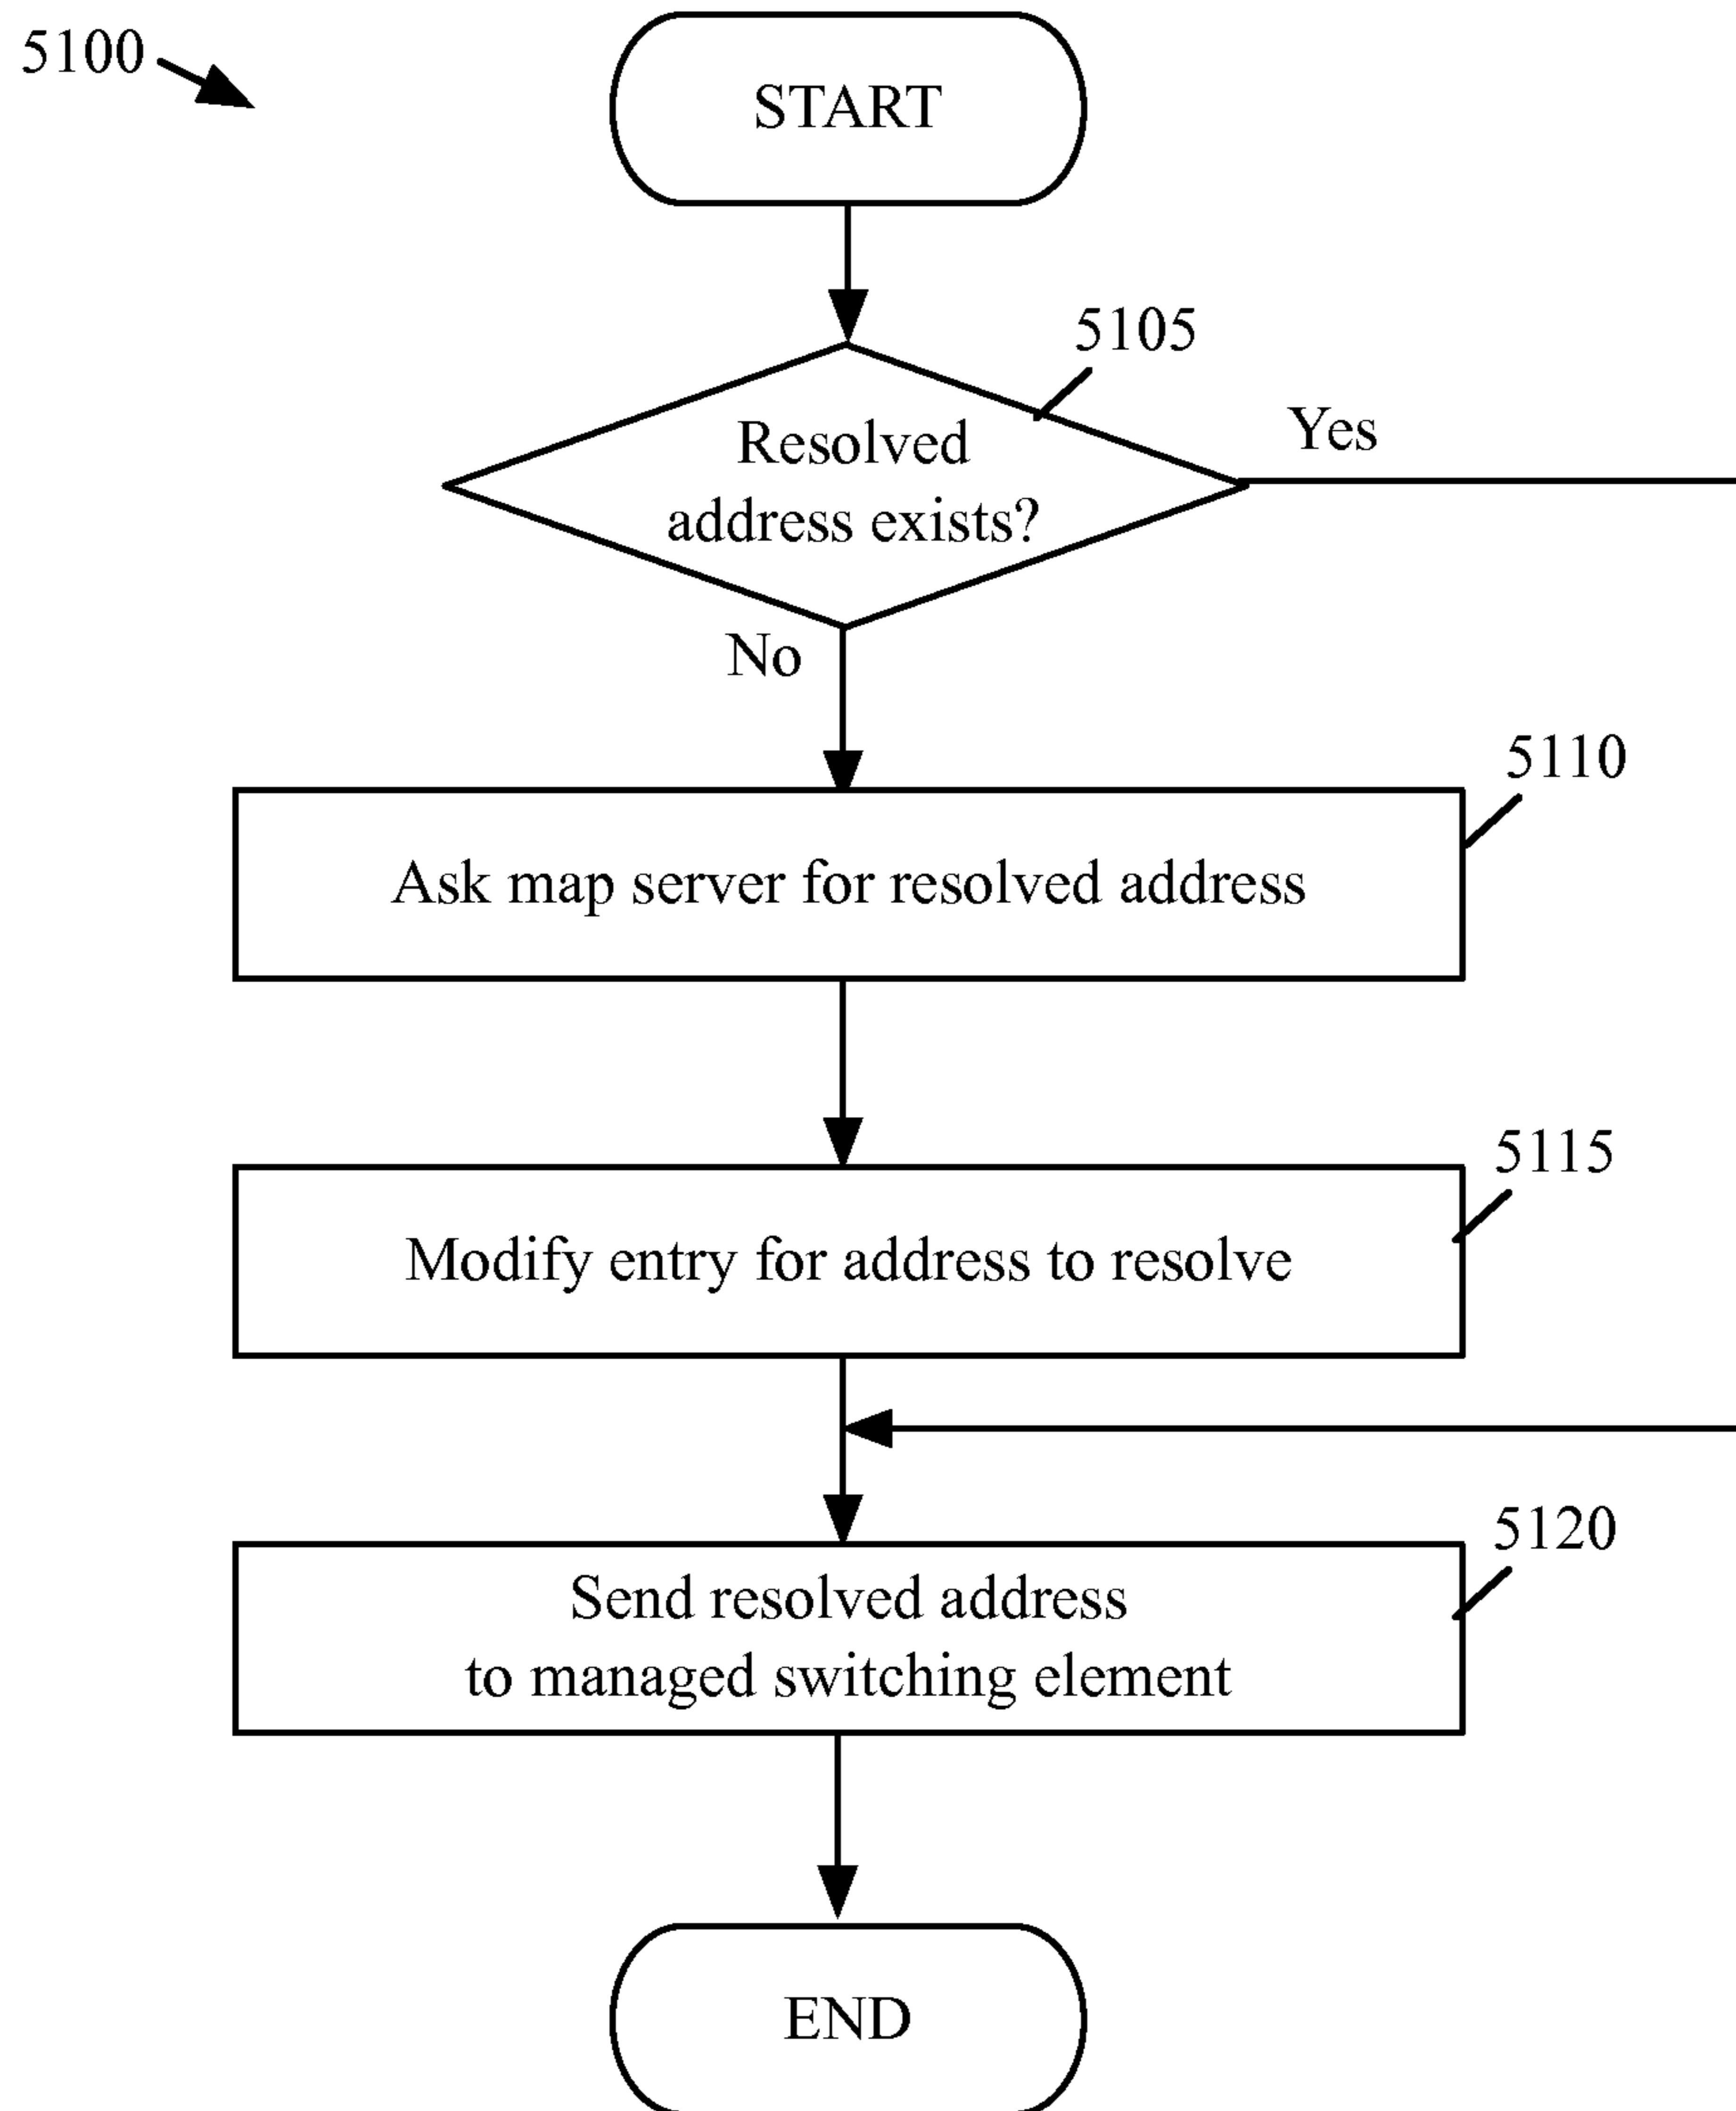 5100
START
5105
Resolved
address exists?
Yes
No
5110
Ask map server for resolved address
5115
Modify entry for address to resolve
5120
Send resolved address
to managed switching element
END